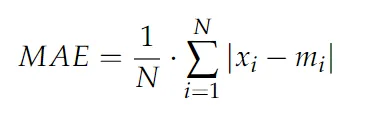 MAE = \frac{1}{N} \cdot \sum_{i=1}^{N} |x_i - m_i|